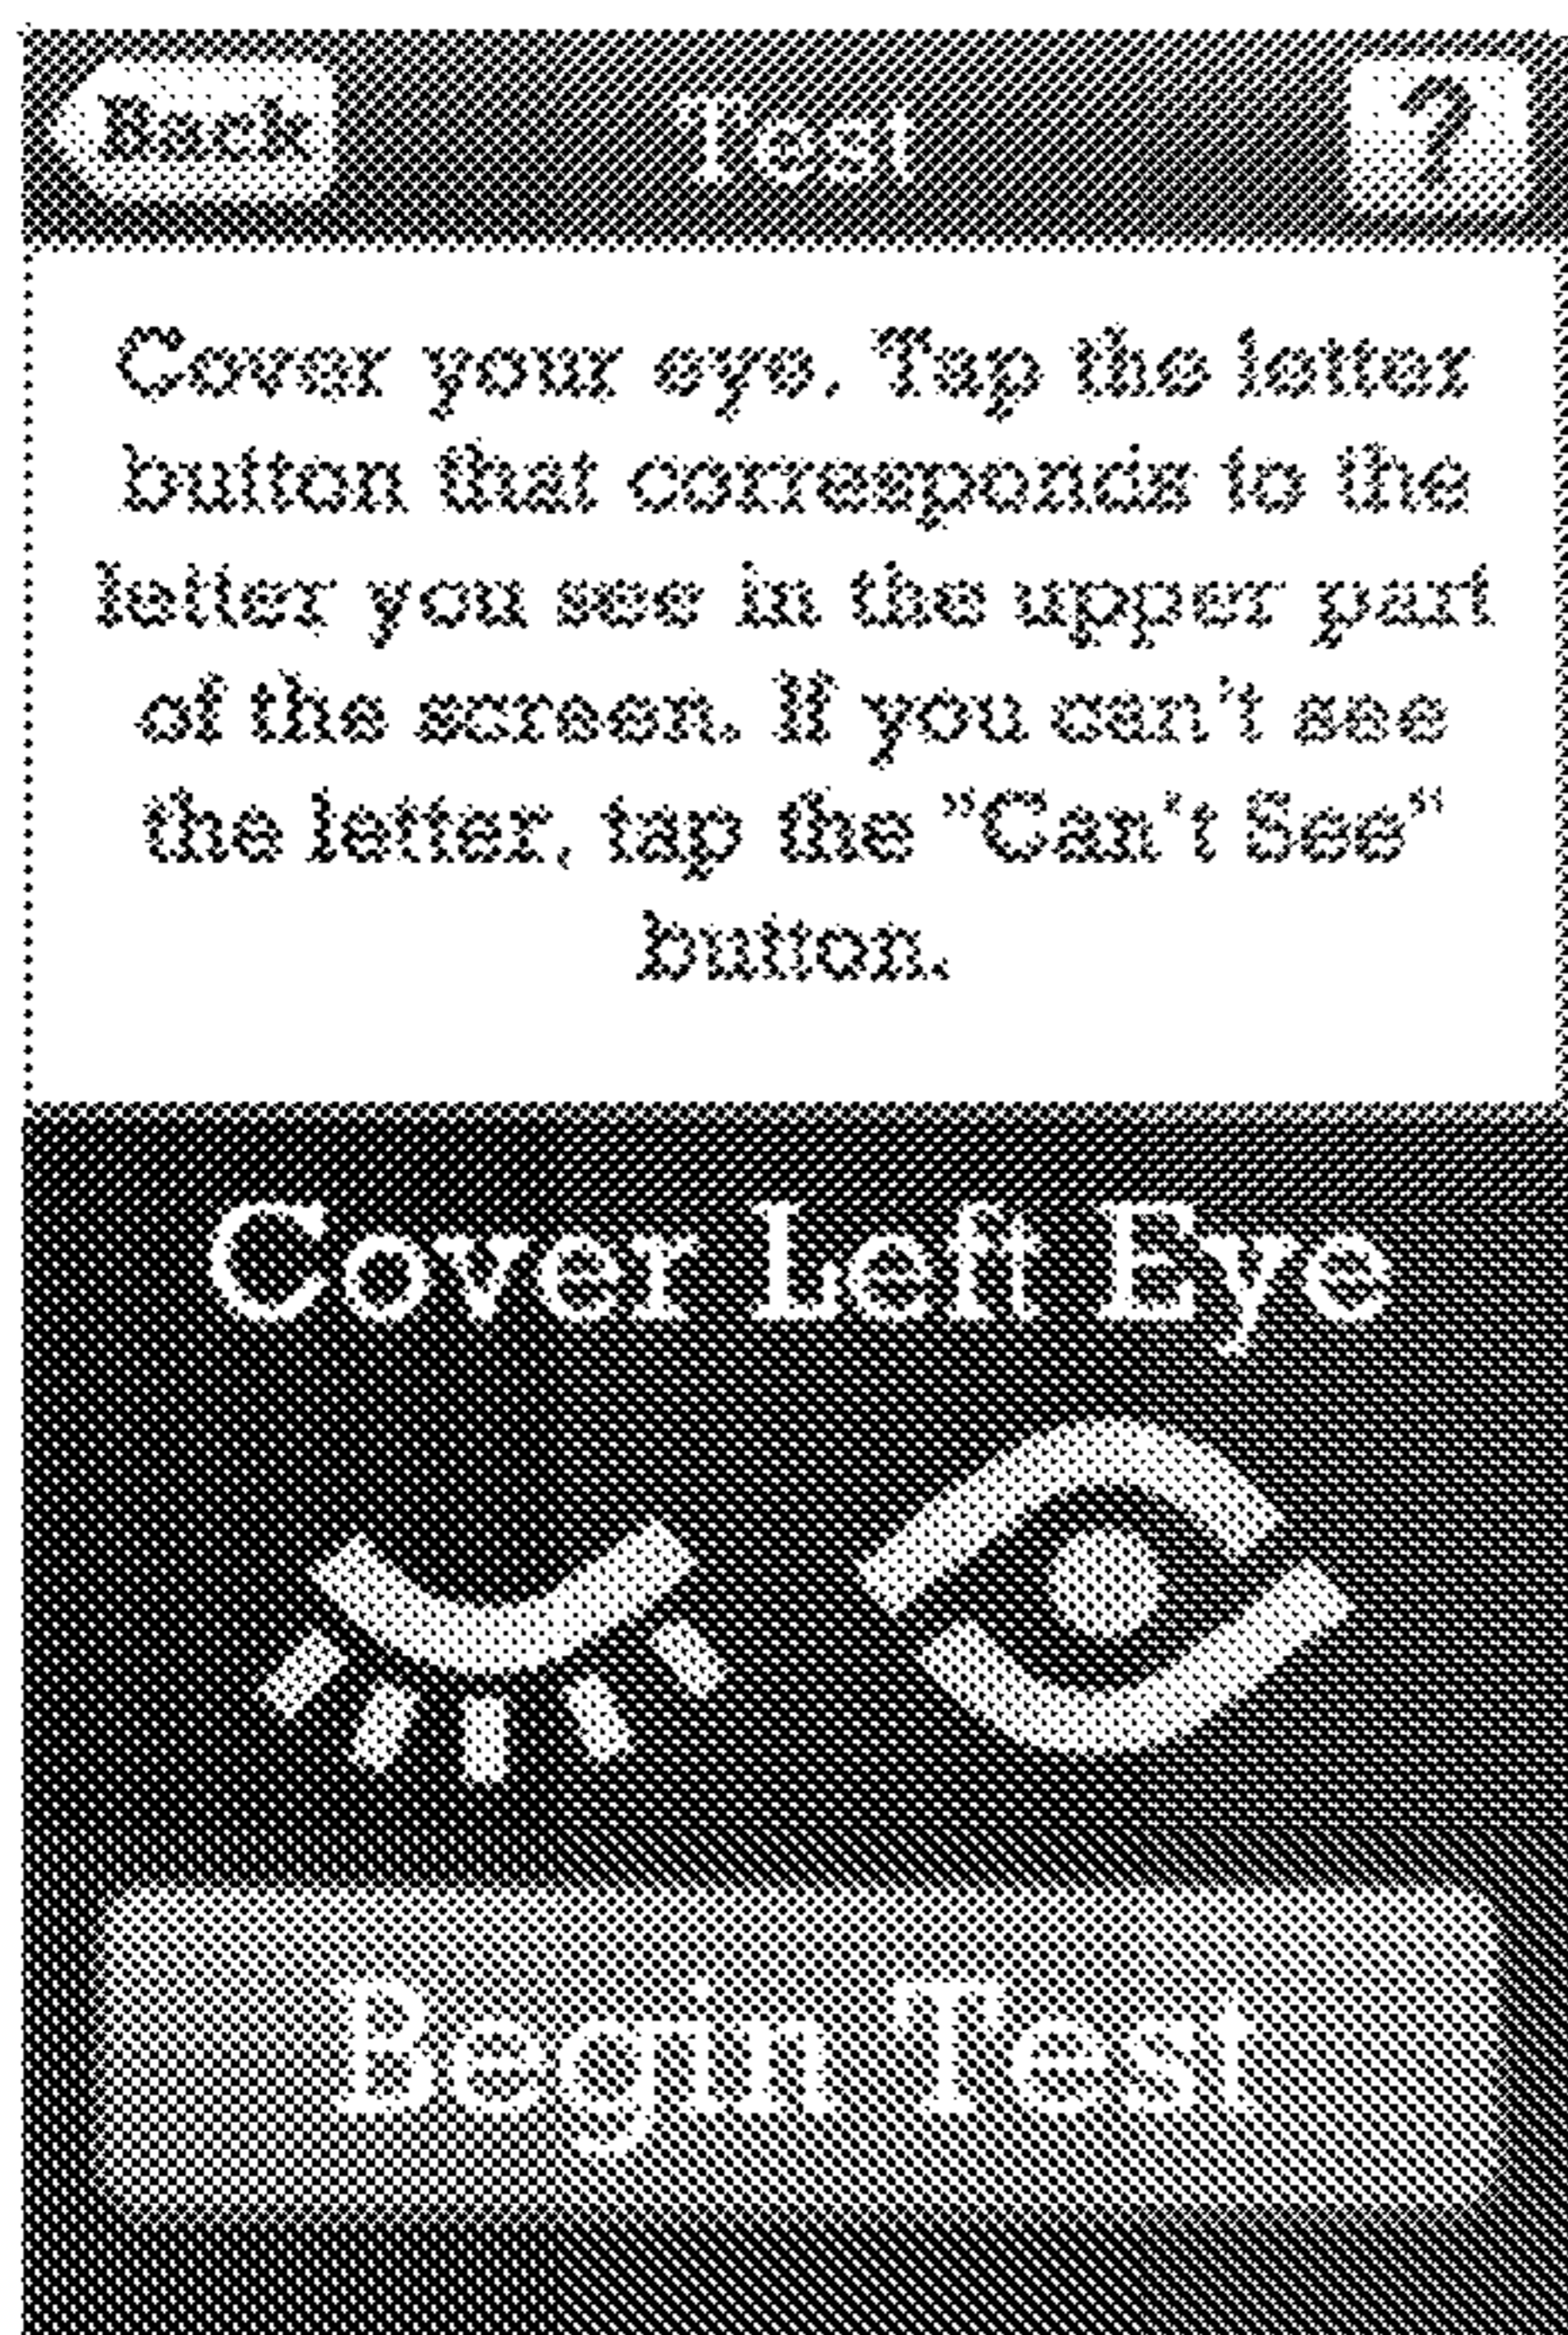 Back Test ?
Cover your eye. Tap the letter
button that corresponds to the
letter you see in the upper part
of the screen. If you can't see
the letter, tap the "Can't See"
button.
Cover Left Eye
Begin Test